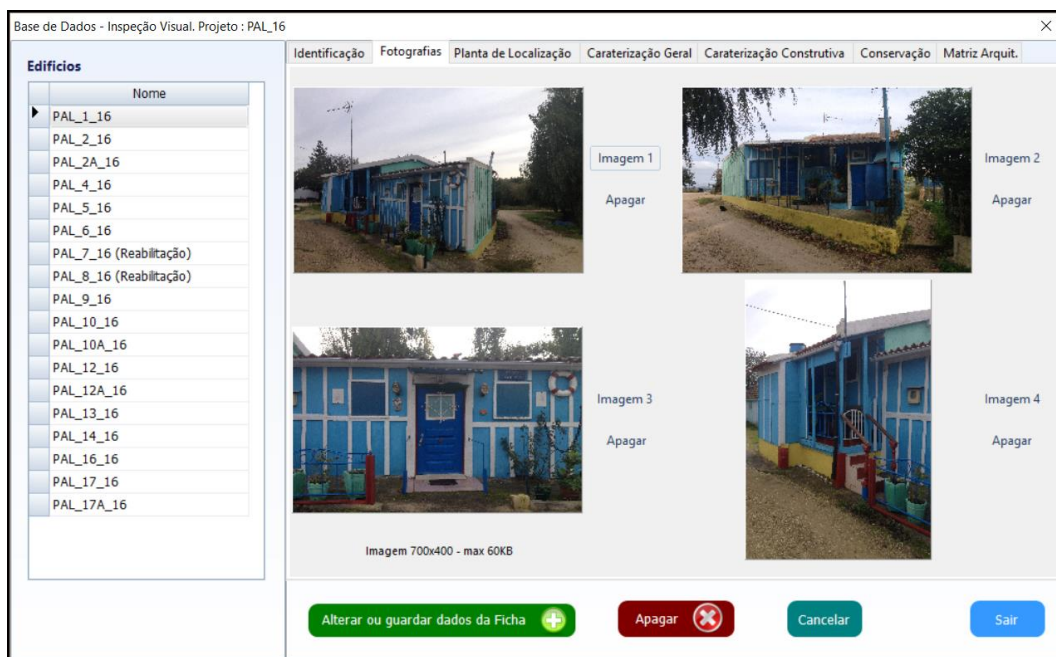 Base de Dados - Inspeção Visual. Projeto : PAL_16
Edifícios
Nome
PAL_1_16
PAL_2_16
PAL_2A_16
PAL_4_16
PAL_5_16
PAL_6_16
PAL_7_16 (Reabilitação)
PAL_8_16 (Reabilitação)
PAL_9_16
PAL_10_16
PAL_10A_16
PAL_12_16
PAL_12A_16
PAL_13_16
PAL_14_16
PAL_16_16
PAL_17_16
PAL_17A_16
Identificação Fotografias Planta de Localização Caraterização Geral Caraterização Construtiva Conservação Matriz Arquit.
Imagem 1
Apagar
Imagem 2
Apagar
Imagem 3
Apagar
Imagem 4
Apagar
Imagem 700x400 - max 60KB
Alterar ou guardar dados da Ficha Apagar Cancelar Sair